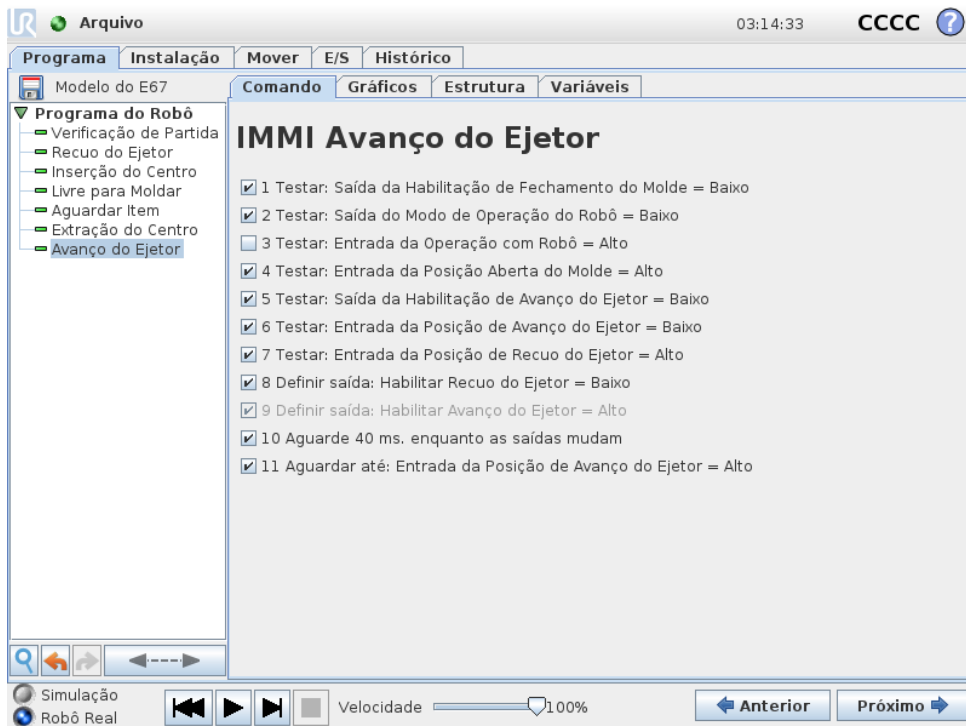 UR Arquivo 03:14:33 CCCC ?
Programa Instalação Mover E/S Histórico
Modelo do E67
Comando Gráficos Estrutura Variáveis
Programa do Robô
Verificação de Partida
Recuo do Ejetor
Inserção do Centro
Livre para Moldar
Aguardar Item
Extração do Centro
Avanço do Ejetor
IMMI Avanço do Ejetor
1 Testar: Saída da Habilitação de Fechamento do Molde = Baixo
2 Testar: Saída do Modo de Operação do Robô = Baixo
3 Testar: Entrada da Operação com Robô = Alto
4 Testar: Entrada da Posição Aberta do Molde = Alto
5 Testar: Saída da Habilitação de Avanço do Ejetor = Baixo
6 Testar: Entrada da Posição de Avanço do Ejetor = Baixo
7 Testar: Entrada da Posição de Recuo do Ejetor = Alto
8 Definir saída: Habilitar Recuo do Ejetor = Baixo
9 Definir saída: Habilitar Avanço do Ejetor = Alto
10 Aguarde 40 ms. enquanto as saídas mudam
11 Aguardar até: Entrada da Posição de Avanço do Ejetor = Alto
Simulação
Robô Real
Velocidade 100%
Anterior Próximo